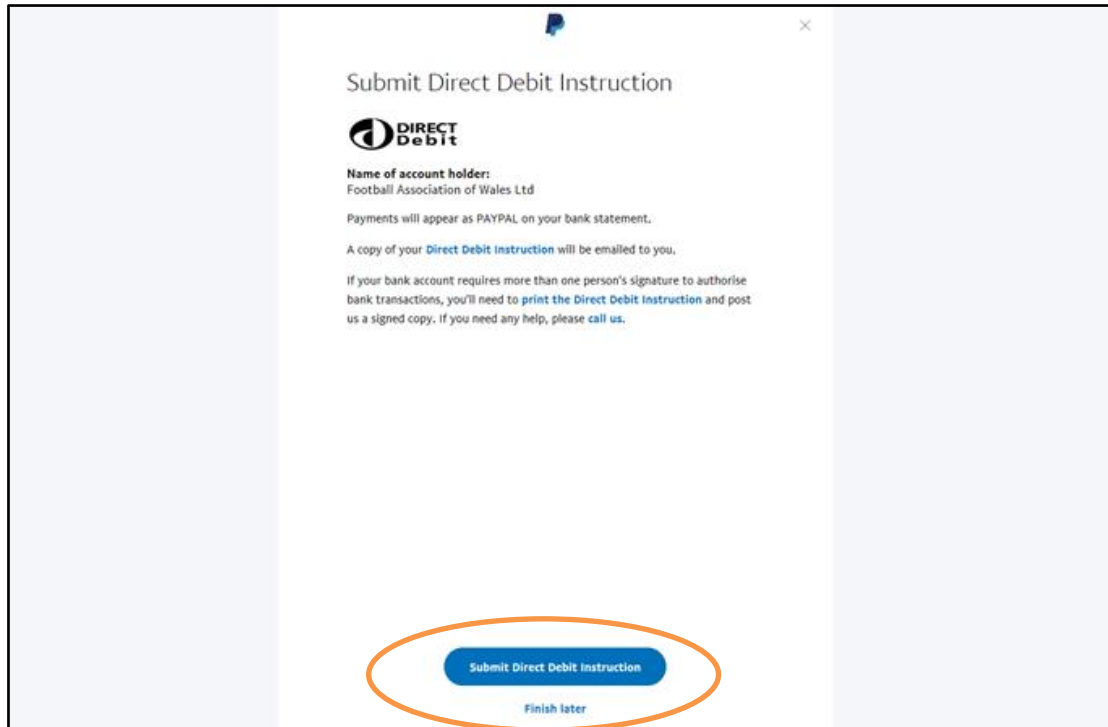 Submit Direct Debit Instruction
DIRECT
Debit
Name of account holder:
Football Association of Wales Ltd
Payments will appear as PAYPAL on your bank statement.
A copy of your Direct Debit Instruction will be emailed to you.
If your bank account requires more than one person's signature to authorise
bank transactions, you'll need to print the Direct Debit Instruction and post
us a signed copy. If you need any help, please call us.
Submit Direct Debit Instruction
Finish later